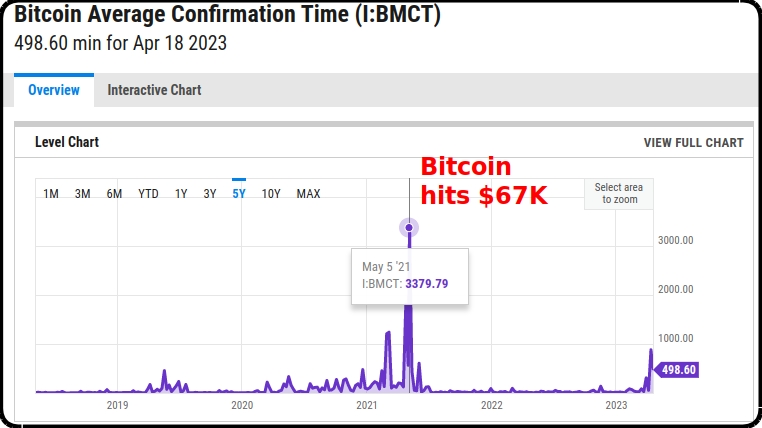 Bitcoin Average Confirmation Time (I:BMCT)
498.60 min for Apr 18 2023
Overview Interactive Chart
Level Chart VIEW FULL CHART
Bitcoin
hits $67K
1M 3M 6M YTD 1Y 3Y 5Y 10Y MAX
Select area
to zoom
3000.00
May 5 '21
I:BMCT: 3379.79
2000.00
1000.00
498.60
2019 2020 2021 2022 2023